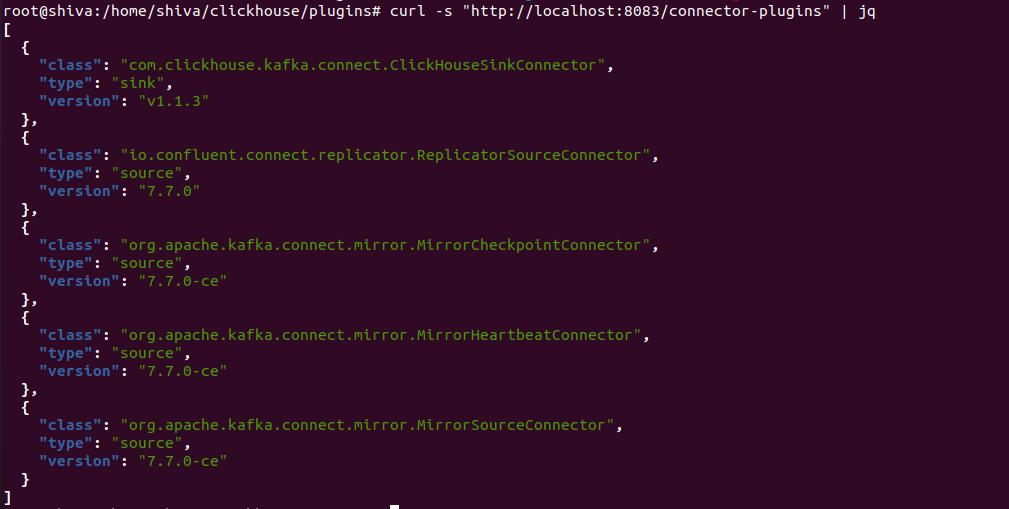 root@shiva:/home/shiva/clickhouse/plugins# curl -s "http://localhost:8083/connector-plugins" | jq
[
  {
    "class": "com.clickhouse.kafka.connect.ClickHouseSinkConnector",
    "type": "sink",
    "version": "v1.1.3"
  },
  {
    "class": "io.confluent.connect.replicator.ReplicatorSourceConnector",
    "type": "source",
    "version": "7.7.0"
  },
  {
    "class": "org.apache.kafka.connect.mirror.MirrorCheckpointConnector",
    "type": "source",
    "version": "7.7.0-ce"
  },
  {
    "class": "org.apache.kafka.connect.mirror.MirrorHeartbeatConnector",
    "type": "source",
    "version": "7.7.0-ce"
  },
  {
    "class": "org.apache.kafka.connect.mirror.MirrorSourceConnector",
    "type": "source",
    "version": "7.7.0-ce"
  }
]